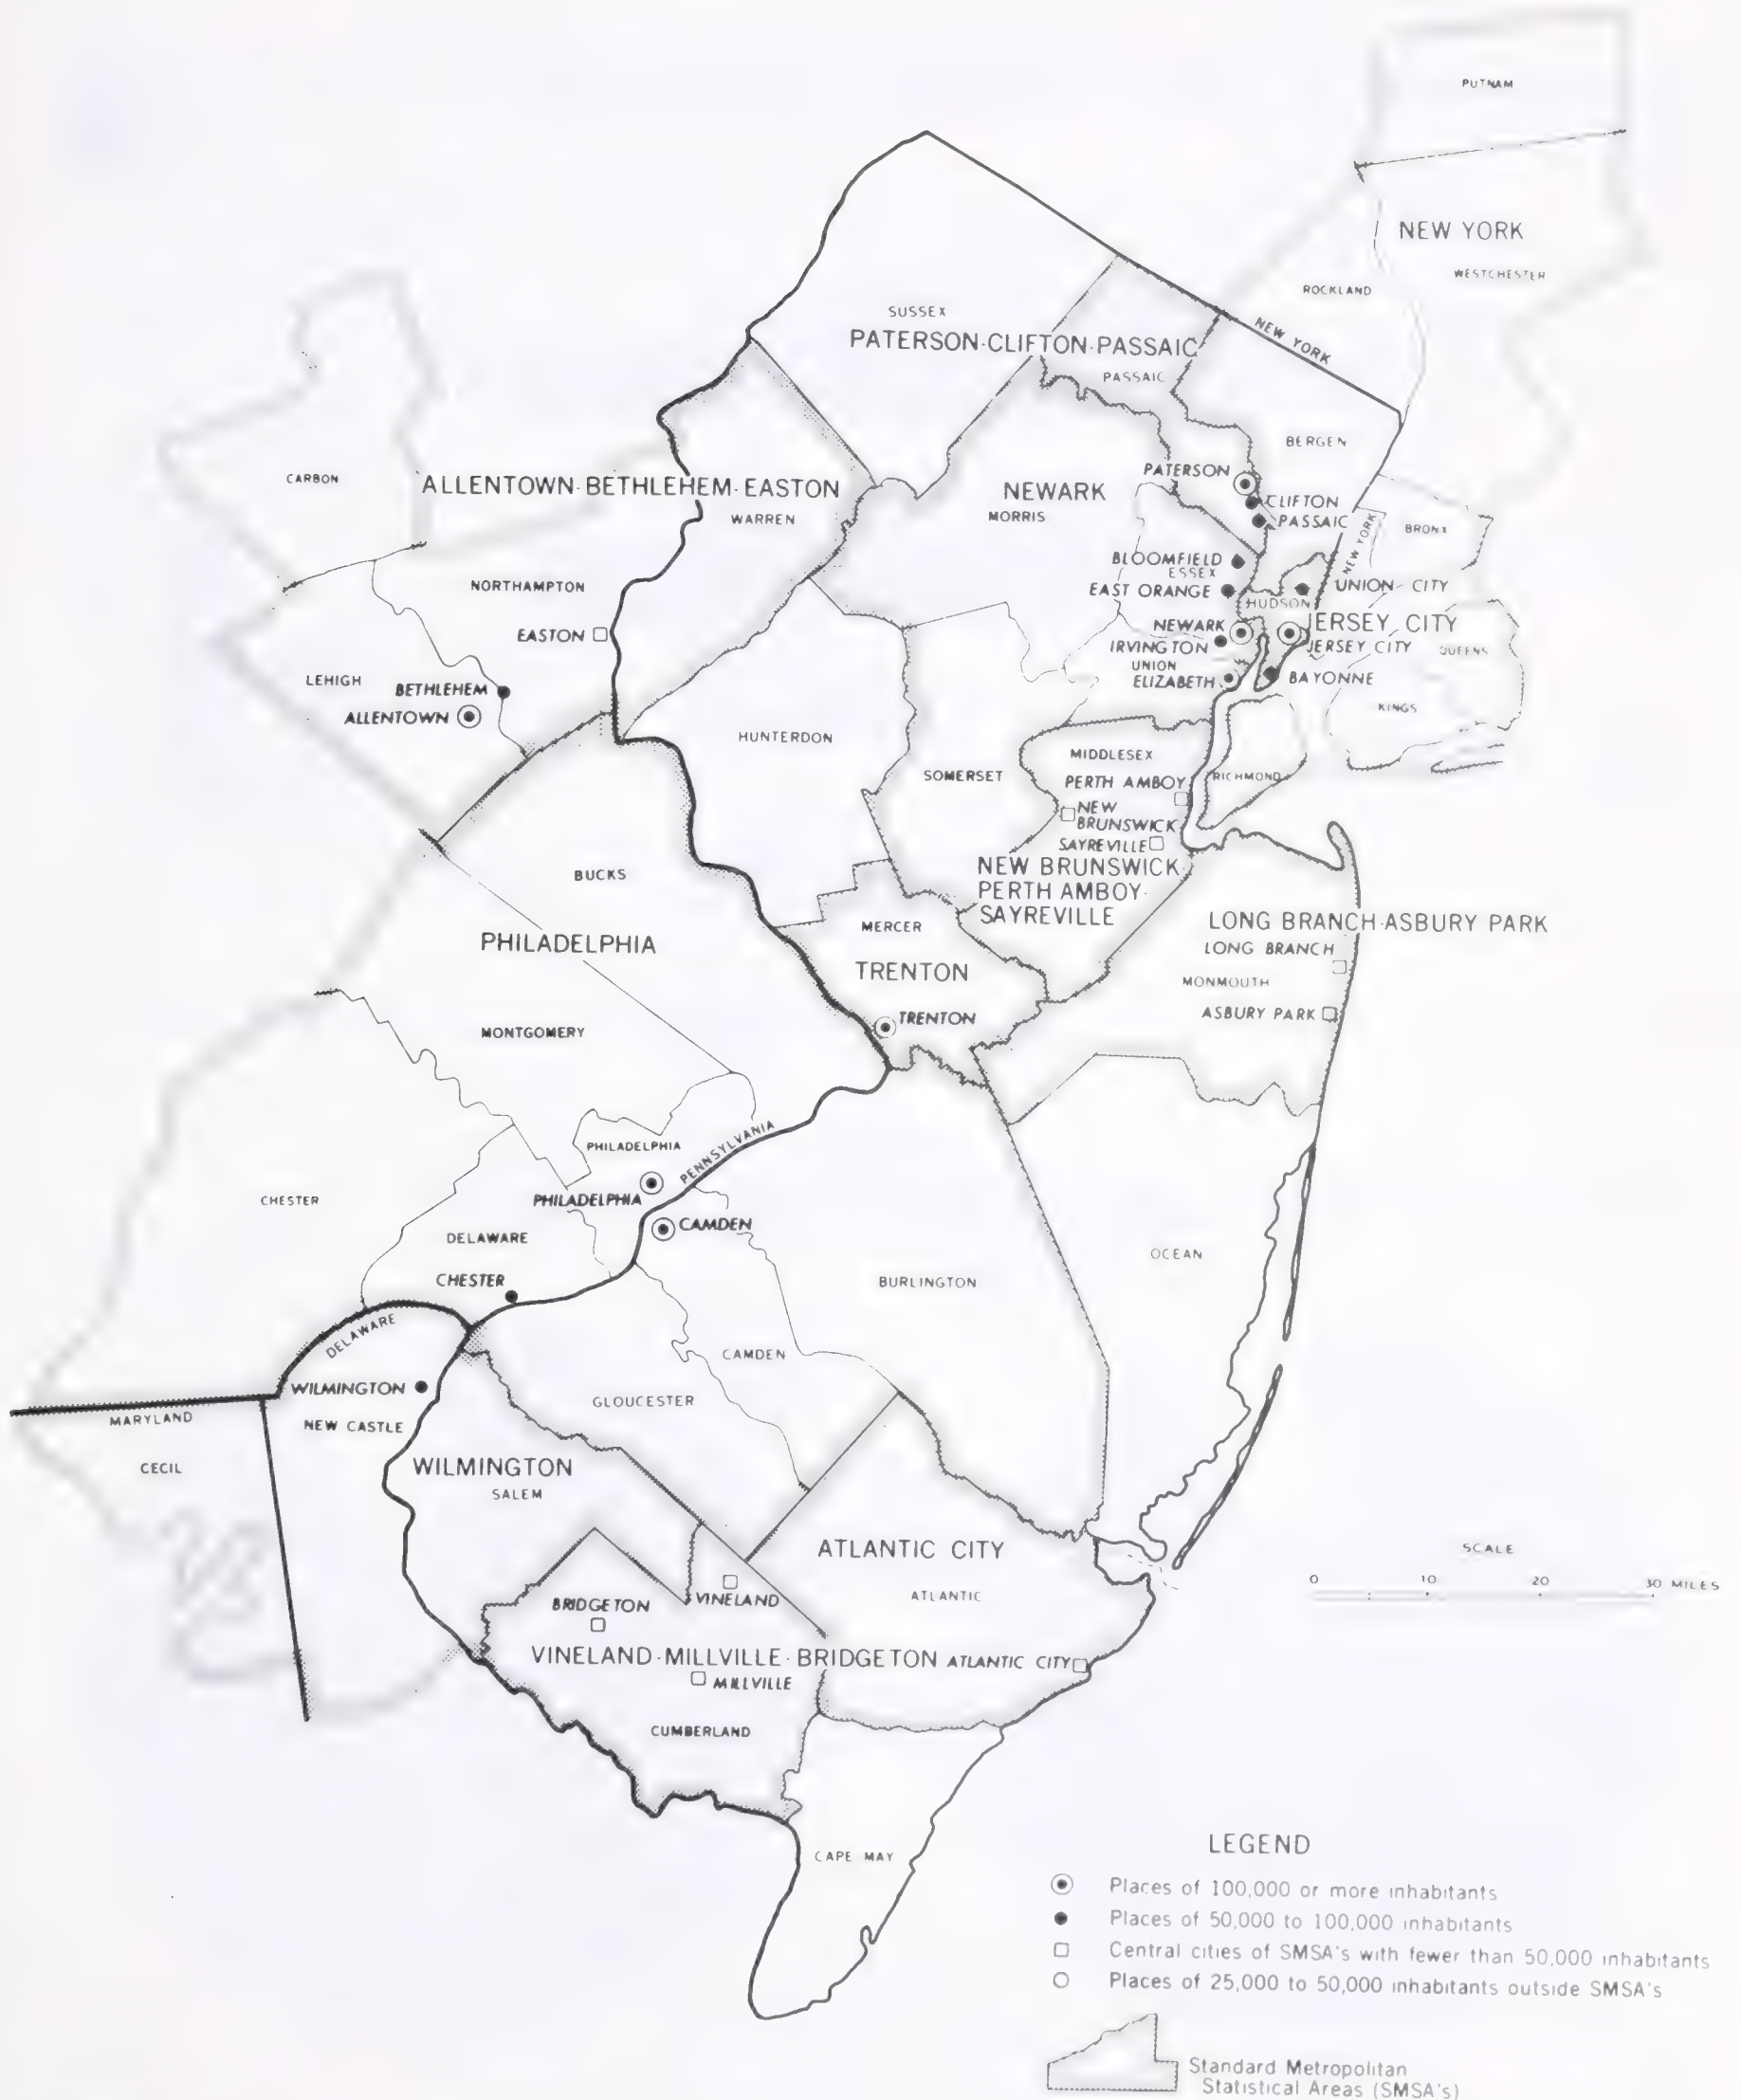 PUTNAM
NEW YORK
WESTCHESTER
ROCKLAND
SUSSEX
PATERSON-CLIFTON-PASSAIC
NEW YORK
PASSAIC
BERGEN
CARBON
ALLENTOWN-BETHLEHEM-EASTON
WARREN
NEWARK
MORRIS
PATERSON
CLIFTON
PASSAIC
NEW YORK
BRONX
BLOOMFIELD
ESSEX
EAST ORANGE
UNION CITY
HUDSON
NORTHAMPTON
EASTON
NEWARK
JERSEY CITY
IRVINGTON
JERSEY CITY
QUEENS
UNION
ELIZABETH
BAYONNE
LEHIGH
BETHLEHEM
ALLENTOWN
KINGS
HUNTERDON
SOMERSET
MIDDLESEX
PERTH AMBOY
RICHMOND
NEW
BRUNSWICK
SAYREVILLE
NEW BRUNSWICK-
PERTH AMBOY-
SAYREVILLE
BUCKS
PHILADELPHIA
MERCER
TRENTON
LONG BRANCH-ASBURY PARK
LONG BRANCH
MONMOUTH
ASBURY PARK
TRENTON
MONTGOMERY
PHILADELPHIA
PENNSYLVANIA
PHILADELPHIA
CHESTER
CAMDEN
DELAWARE
CHESTER
OCEAN
BURLINGTON
DELAWARE
CAMDEN
WILMINGTON
GLOUCESTER
MARYLAND
NEW CASTLE
CECIL
WILMINGTON
SALEM
ATLANTIC CITY
ATLANTIC
VINELAND
BRIDGETON
VINELAND-MILLVILLE-BRIDGETON
ATLANTIC CITY
MILLVILLE
CUMBERLAND
CAPE MAY
SCALE
0 10 20 30 MILES
LEGEND
Places of 100,000 or more inhabitants
Places of 50,000 to 100,000 inhabitants
Central cities of SMSA's with fewer than 50,000 inhabitants
Places of 25,000 to 50,000 inhabitants outside SMSA's
Standard Metropolitan
Statistical Areas (SMSA's)